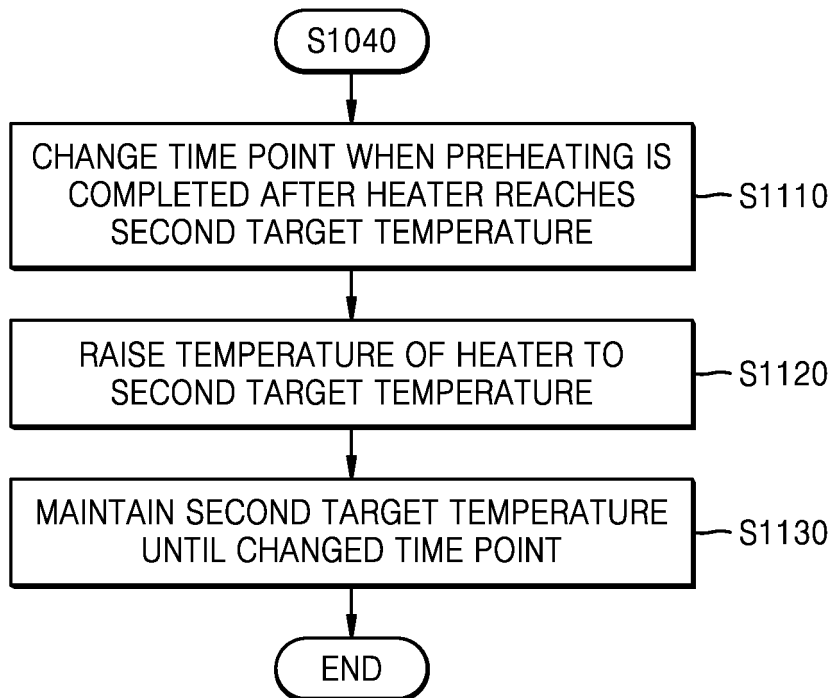 S1040
CHANGE TIME POINT WHEN PREHEATING IS
COMPLETED AFTER HEATER REACHES
SECOND TARGET TEMPERATURE
S1110
RAISE TEMPERATURE OF HEATER TO
SECOND TARGET TEMPERATURE
S1120
MAINTAIN SECOND TARGET TEMPERATURE
UNTIL CHANGED TIME POINT
S1130
END